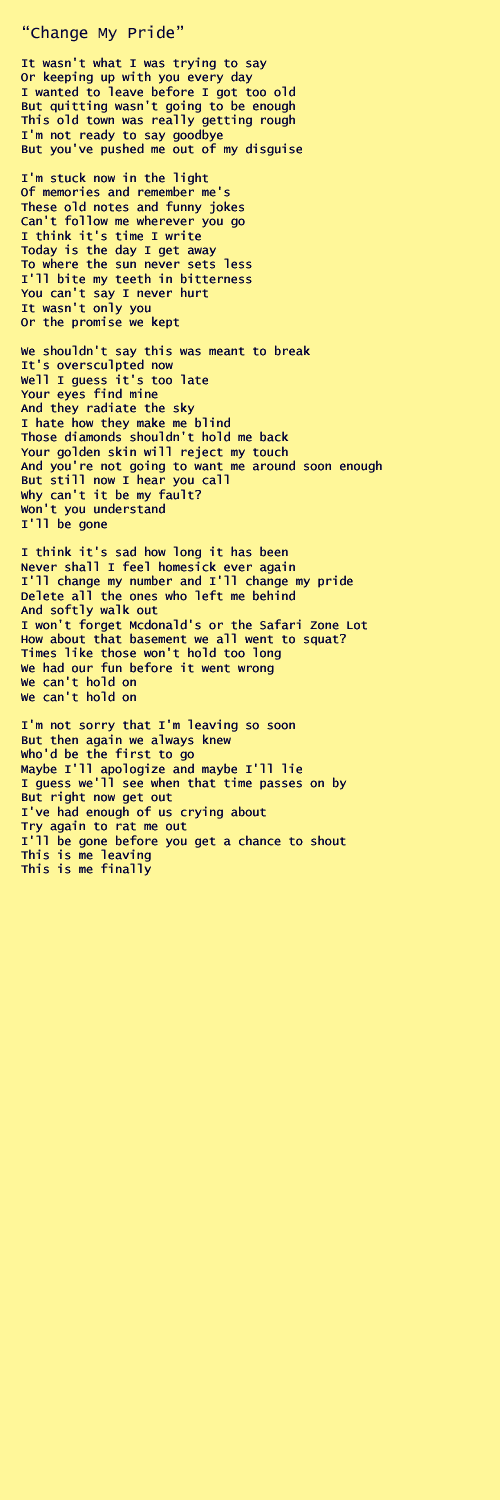 “Change My Pride”
It wasn't what I was trying to say
Or keeping up with you every day
I wanted to leave before I got too old
But quitting wasn't going to be enough
This old town was really getting rough
I'm not ready to say goodbye
But you've pushed me out of my disguise
I'm stuck now in the light
Of memories and remember me's
These old notes and funny jokes
Can't follow me wherever you go
I think it's time I write
Today is the day I get away
To where the sun never sets less
I'll bite my teeth in bitterness
You can't say I never hurt
It wasn't only you
Or the promise we kept
We shouldn't say this was meant to break
It's oversculpted now
Well I guess it's too late
Your eyes find mine
And they radiate the sky
I hate how they make me blind
Those diamonds shouldn't hold me back
Your golden skin will reject my touch
And you're not going to want me around soon enough
But still now I hear you call
Why can't it be my fault?
Won't you understand
I'll be gone
I think it's sad how long it has been
Never shall I feel homesick ever again
I'll change my number and I'll change my pride
Delete all the ones who left me behind
And softly walk out
I won't forget Mcdonald's or the Safari Zone Lot
How about that basement we all went to squat?
Times like those won't hold too long
We had our fun before it went wrong
We can't hold on
We can't hold on
I'm not sorry that I'm leaving so soon
But then again we always knew
Who'd be the first to go
Maybe I'll apologize and maybe I'll lie
I guess we'll see when that time passes on by
But right now get out
I've had enough of us crying about
Try again to rat me out
I'll be gone before you get a chance to shout
This is me leaving
This is me finally